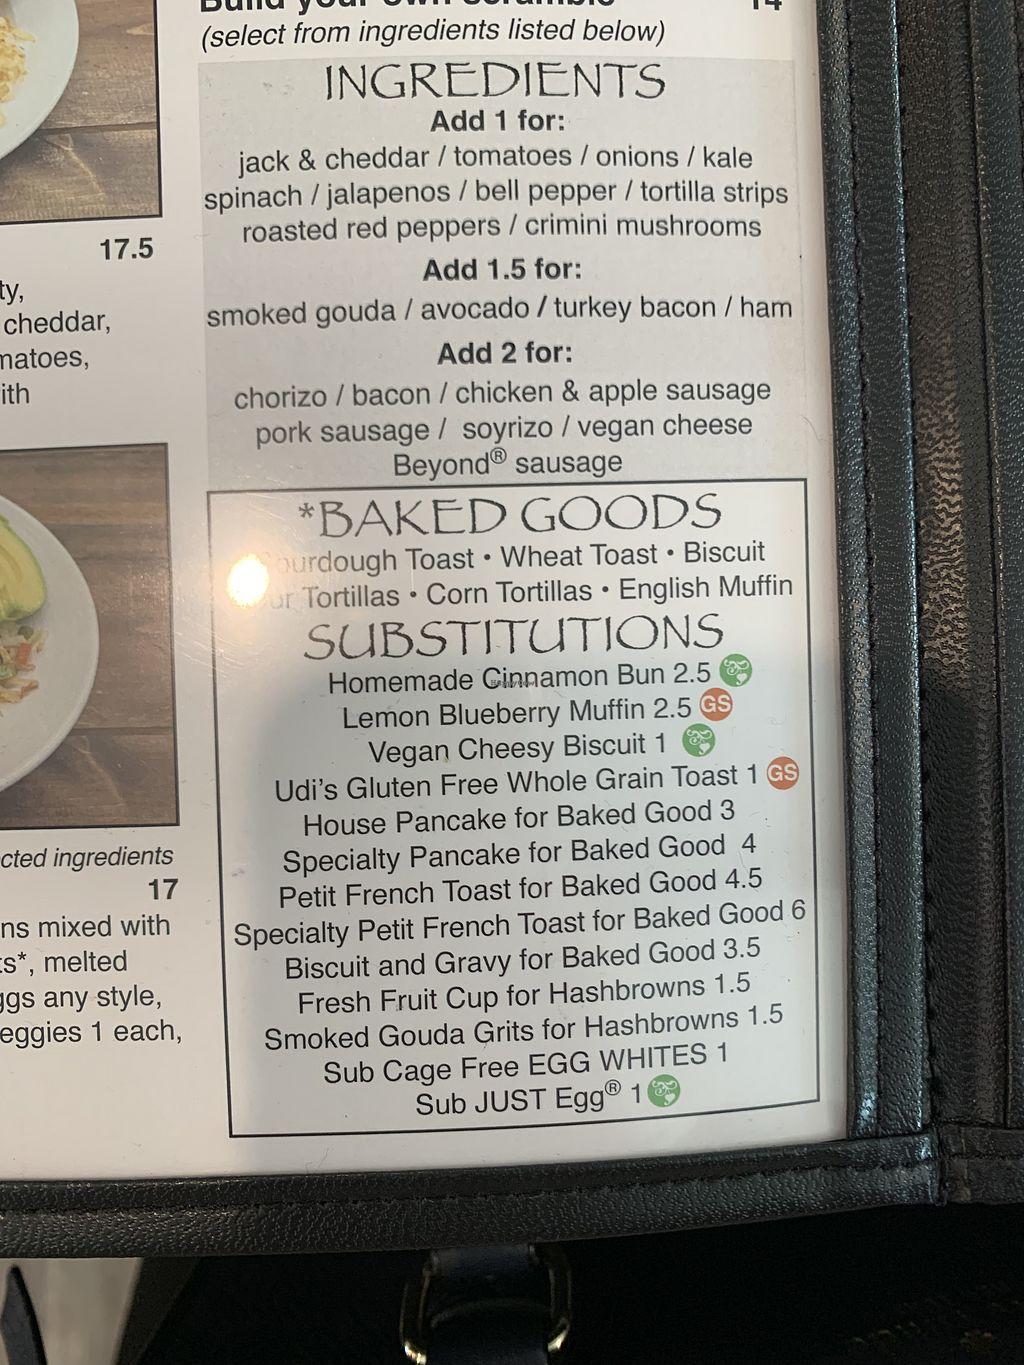 Build your own scramble 14
(select from ingredients listed below)
INGREDIENTS
Add 1 for:
jack & cheddar / tomatoes / onions / kale
spinach / jalapenos / bell pepper / tortilla strips
roasted red peppers / crimini mushrooms
Add 1.5 for:
smoked gouda / avocado / turkey bacon / ham
Add 2 for:
chorizo / bacon / chicken & apple sausage
pork sausage / soyrizo / vegan cheese
Beyond® sausage
*BAKED GOODS
ourdough Toast • Wheat Toast • Biscuit
ur Tortillas • Corn Tortillas • English Muffin
SUBSTITUTIONS
Homemade Cinnamon Bun 2.5
Lemon Blueberry Muffin 2.5 GS
Vegan Cheesy Biscuit 1
Udi's Gluten Free Whole Grain Toast 1 GS
House Pancake for Baked Good 3
Specialty Pancake for Baked Good 4
Petit French Toast for Baked Good 4.5
Specialty Petit French Toast for Baked Good 6
Biscuit and Gravy for Baked Good 3.5
Fresh Fruit Cup for Hashbrowns 1.5
Smoked Gouda Grits for Hashbrowns 1.5
Sub Cage Free EGG WHITES 1
Sub JUST Egg® 1
17.5
ty,
cheddar,
matoes,
ith
cted ingredients
17
ns mixed with
ts*, melted
ggs any style,
eggies 1 each,